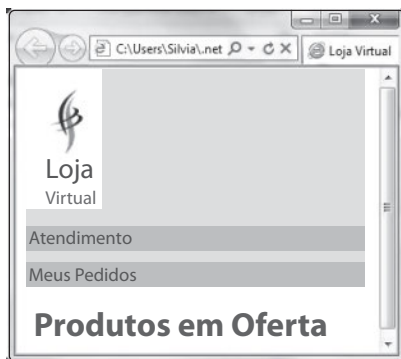 C:\Users\Silvia\.net
Loja Virtual
Loja
Virtual
Atendimento
Meus Pedidos
Produtos em Oferta